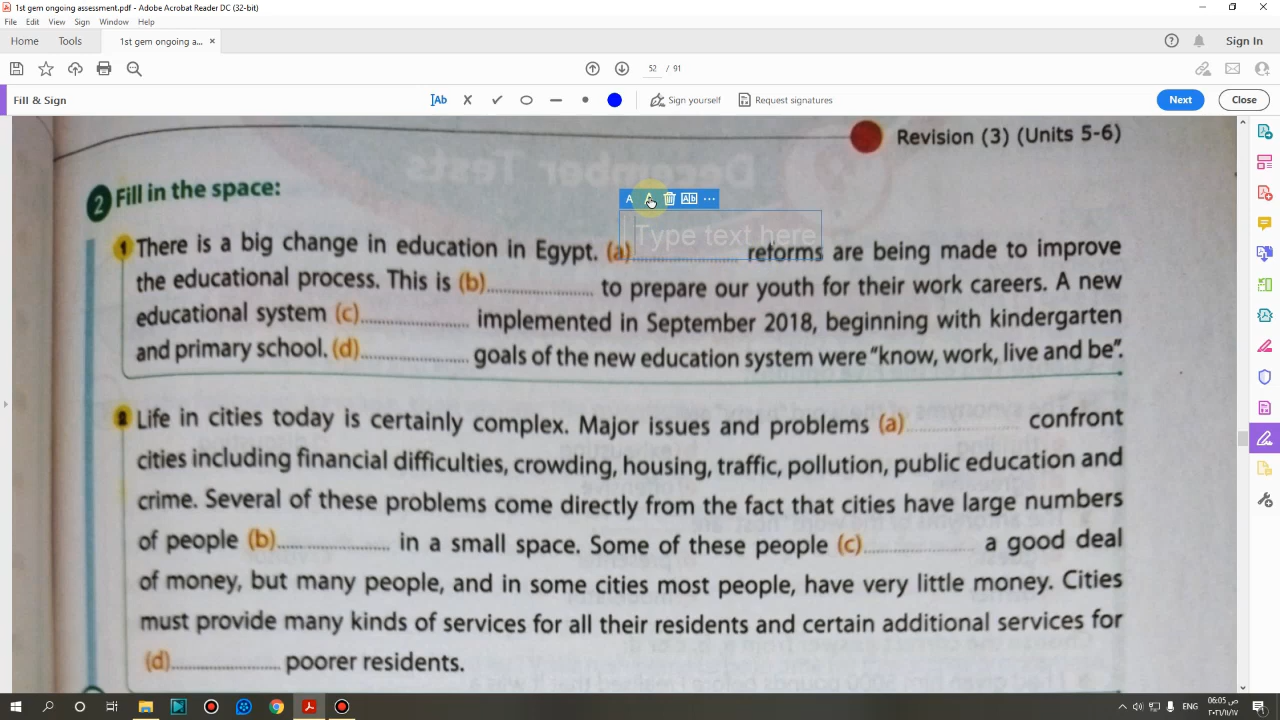 1st gem ongoing assessment.pdf - Adobe Acrobat Reader DC (32-bit)
File Edit View Sign Window Help
Home Tools 1st gem ongoing a... × Sign In
52 / 91
Fill & Sign Ab Sign yourself Request signatures Next Close
Revision (3) (Units 5-6)
2 Fill in the space:
A A Ab ...
Type text here
1 There is a big change in education in Egypt. (a) .................... reforms are being made to improve
the educational process. This is (b) .................... to prepare our youth for their work careers. A new
educational system (c) .................... implemented in September 2018, beginning with kindergarten
and primary school. (d) .................... goals of the new education system were "know, work, live and be".
2 Life in cities today is certainly complex. Major issues and problems (a) .................... confront
cities including financial difficulties, crowding, housing, traffic, pollution, public education and
crime. Several of these problems come directly from the fact that cities have large numbers
of people (b) .................... in a small space. Some of these people (c) .................... a good deal
of money, but many people, and in some cities most people, have very little money. Cities
must provide many kinds of services for all their residents and certain additional services for
(d) .................... poorer residents.
ENG 06:05 ص